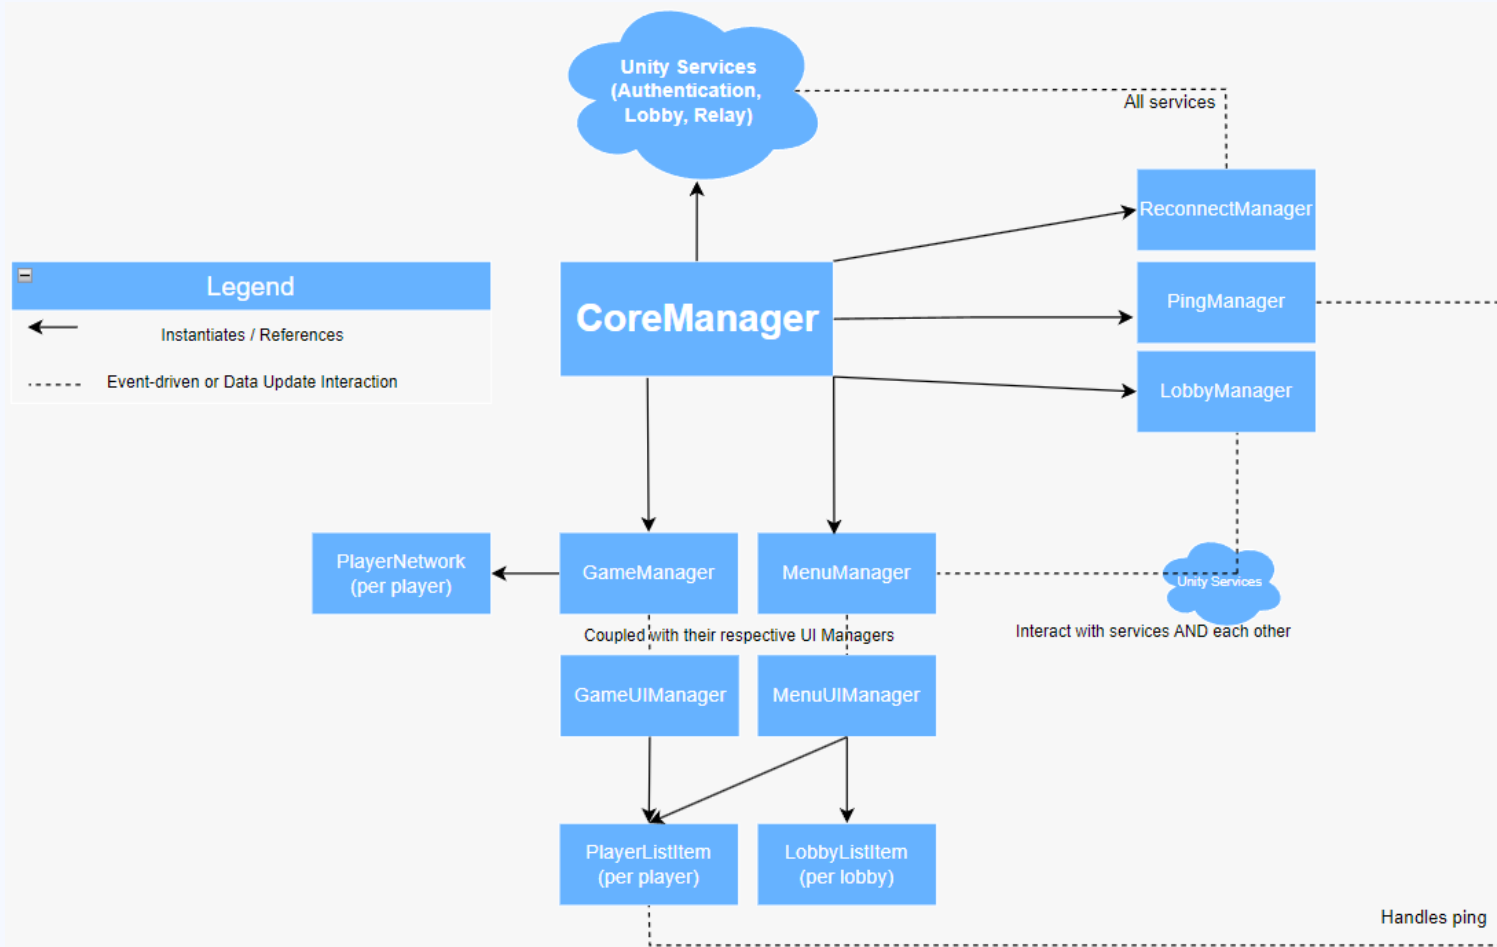 Unity Services
(Authentication,
Lobby, Relay)
All services
ReconnectManager
Legend
Instantiates / References
Event-driven or Data Update Interaction
CoreManager
PingManager
LobbyManager
PlayerNetwork
(per player)
GameManager
MenuManager
Unity Services
Coupled with their respective UI Managers
Interact with services AND each other
GameUIManager
MenuUIManager
PlayerListItem
(per player)
LobbyListItem
(per lobby)
Handles ping